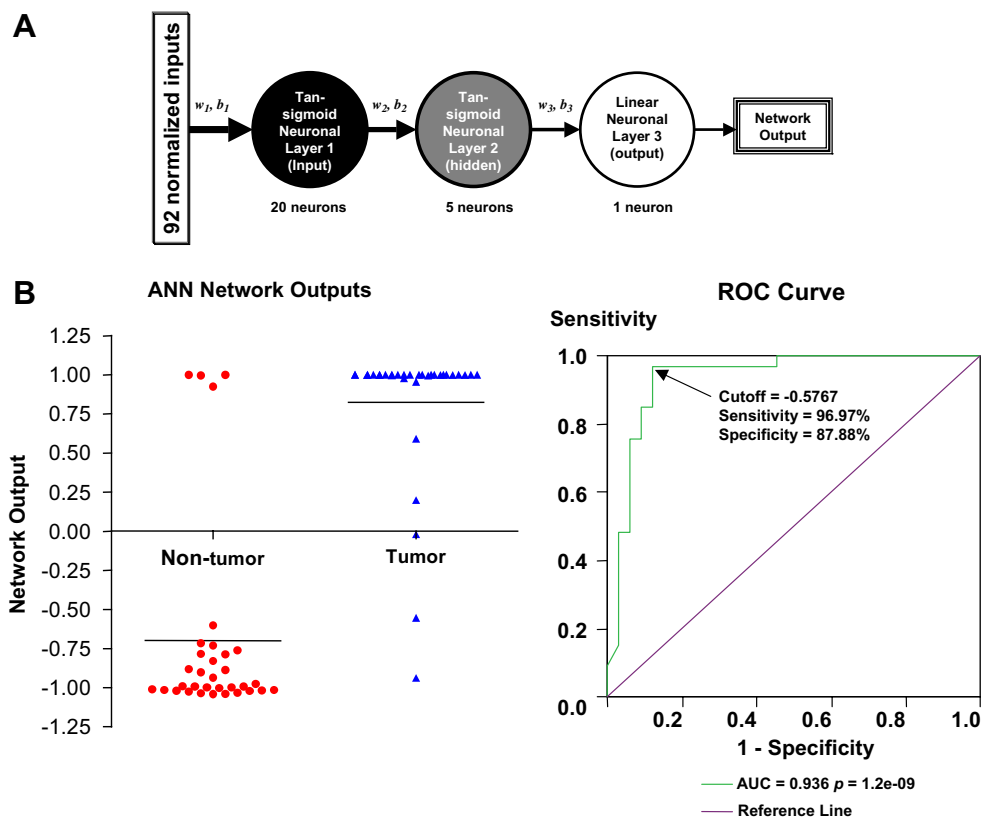 A
92 normalized inputs
w1, b1
Tan-
sigmoid
Neuronal
Layer 1
(Input)
20 neurons
w2, b2
Tan-
sigmoid
Neuronal
Layer 2
(hidden)
5 neurons
w3, b3
Linear
Neuronal
Layer 3
(output)
1 neuron
Network
Output
B
ANN Network Outputs
Network Output
1.25
1.00
0.75
0.50
0.25
0.00
-0.25
-0.50
-0.75
-1.00
-1.25
Non-tumor
Tumor
ROC Curve
Sensitivity
1.0
0.8
0.6
0.4
0.2
0.0
Cutoff = -0.5767
Sensitivity = 96.97%
Specificity = 87.88%
0.2 0.4 0.6 0.8 1.0
1 - Specificity
AUC = 0.936 p = 1.2e-09
Reference Line